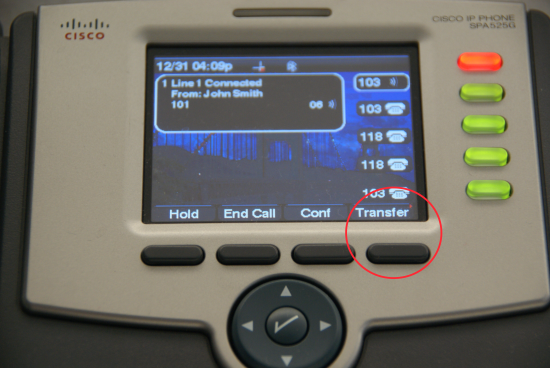 CISCO
CISCO IP PHONE
SPA525G
12/31 04:09p
1 Line 1 Connected
From: John Smith
101 06
103
103
118
118
103
Hold End Call Conf Transfer